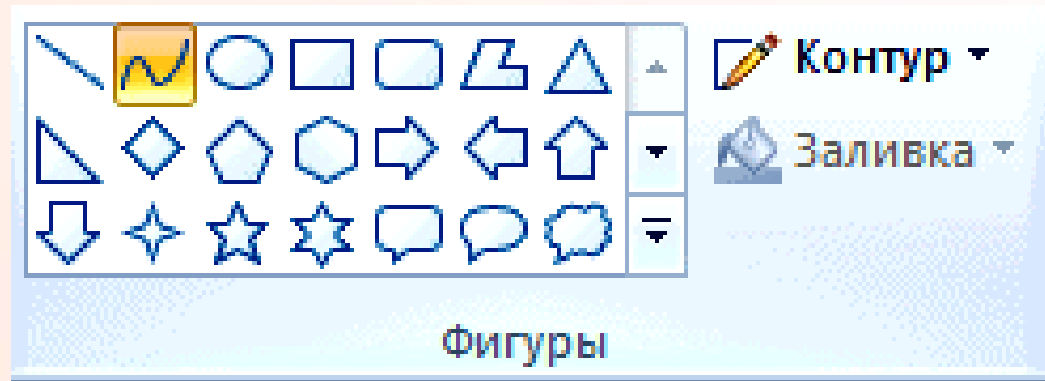 Контур
Заливка
Фигуры